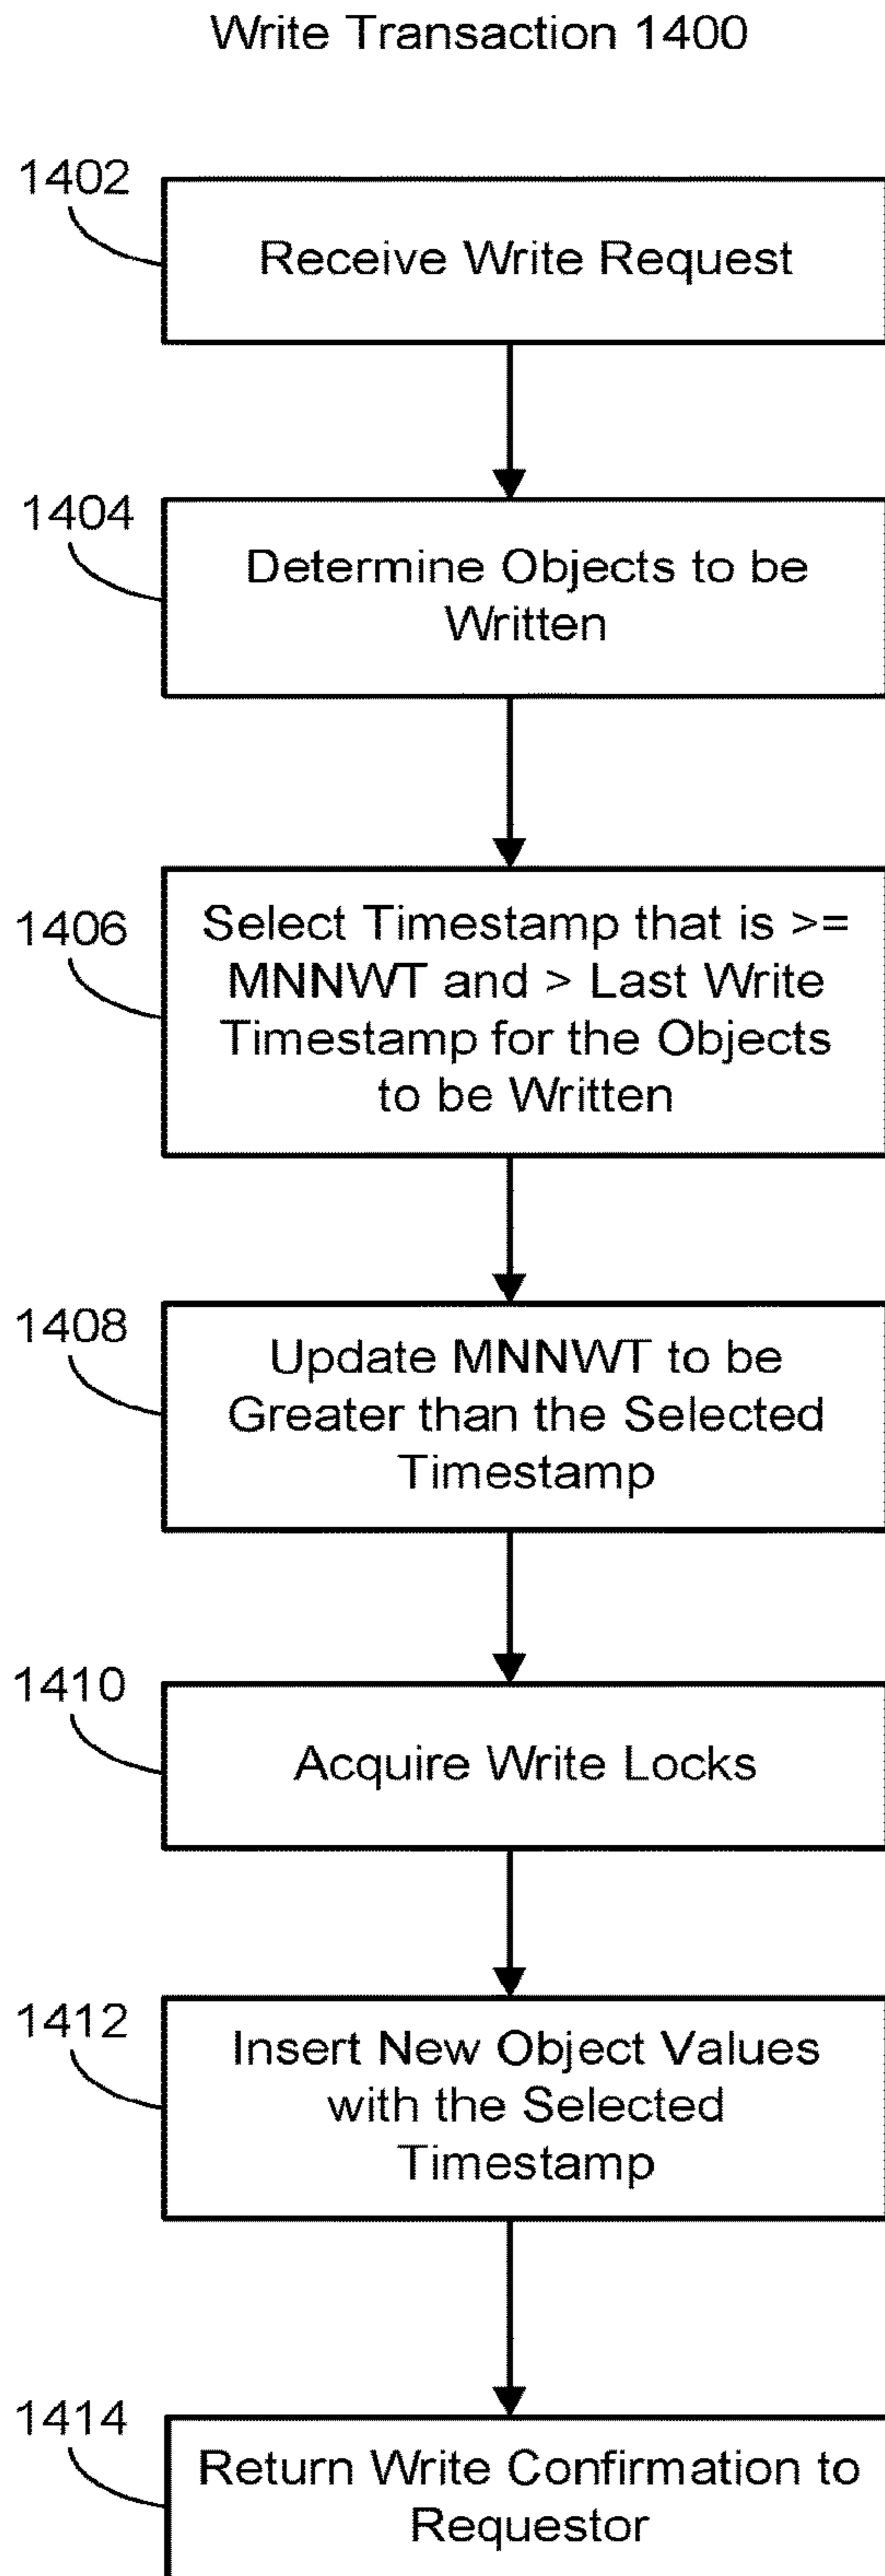 Write Transaction 1400
1402
Receive Write Request
1404
Determine Objects to be
Written
1406
Select Timestamp that is >=
MNNWT and > Last Write
Timestamp for the Objects
to be Written
1408
Update MNNWT to be
Greater than the Selected
Timestamp
1410
Acquire Write Locks
1412
Insert New Object Values
with the Selected
Timestamp
1414
Return Write Confirmation to
Requestor